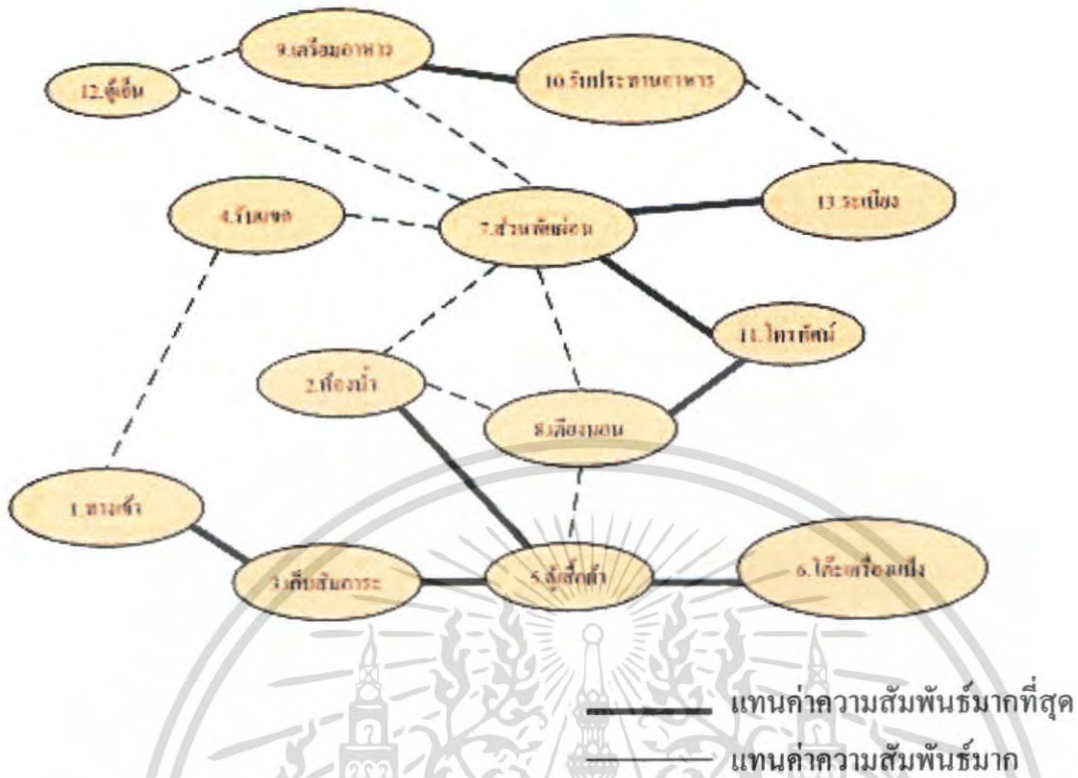 9.เตรียมอาหาร
10.รับประทานอาหาร
12.ตู้เย็น
4.รับแขก
7.ส่วนพักผ่อน
13.ระเบียง
11.โทรทัศน์
2.ห้องน้ำ
8.เตียงนอน
1.ทางเข้า
3.เก็บสัมภาระ
5.ตู้เสื้อผ้า
6.โต๊ะเครื่องแป้ง
แทนค่าความสัมพันธ์มากที่สุด
แทนค่าความสัมพันธ์มาก